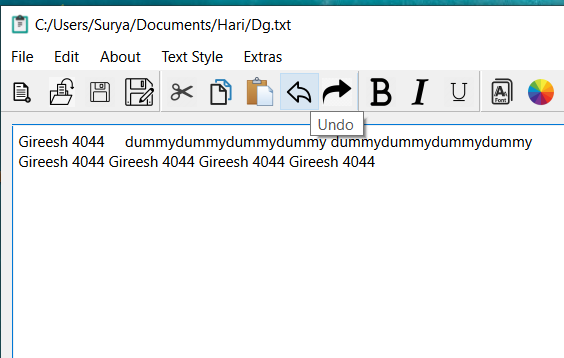 C:/Users/Surya/Documents/Hari/Dg.txt
File Edit About Text Style Extras
B I U A Font
Undo
Gireesh 4044 dummydummydummydummy dummydummydummydummy
Gireesh 4044 Gireesh 4044 Gireesh 4044 Gireesh 4044